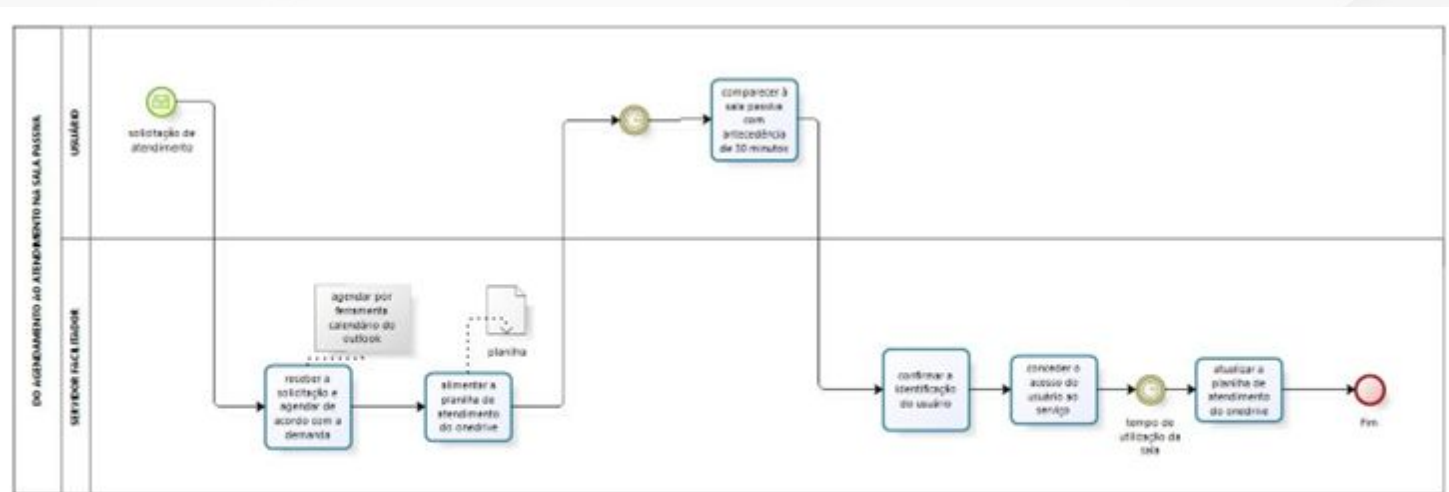 DO AGENDAMENTO AO ATENDIMENTO NA SALA PASSIVA
USUÁRIO
solicitação de
atendimento
comparecer à
sala passiva
com
antecedência
de 30 minutos
SERVIDOR FACILITADOR
agendar por
ferramenta
calendário do
outlook
planilha
receber a
solicitação e
agendar de
acordo com a
demanda
alimentar a
planilha de
atendimento
do onedrive
confirmar a
identificação
do usuário
conceder o
acesso do
usuário ao
serviço
tempo de
utilização da
sala
atualizar a
planilha de
atendimento
do onedrive
Fim